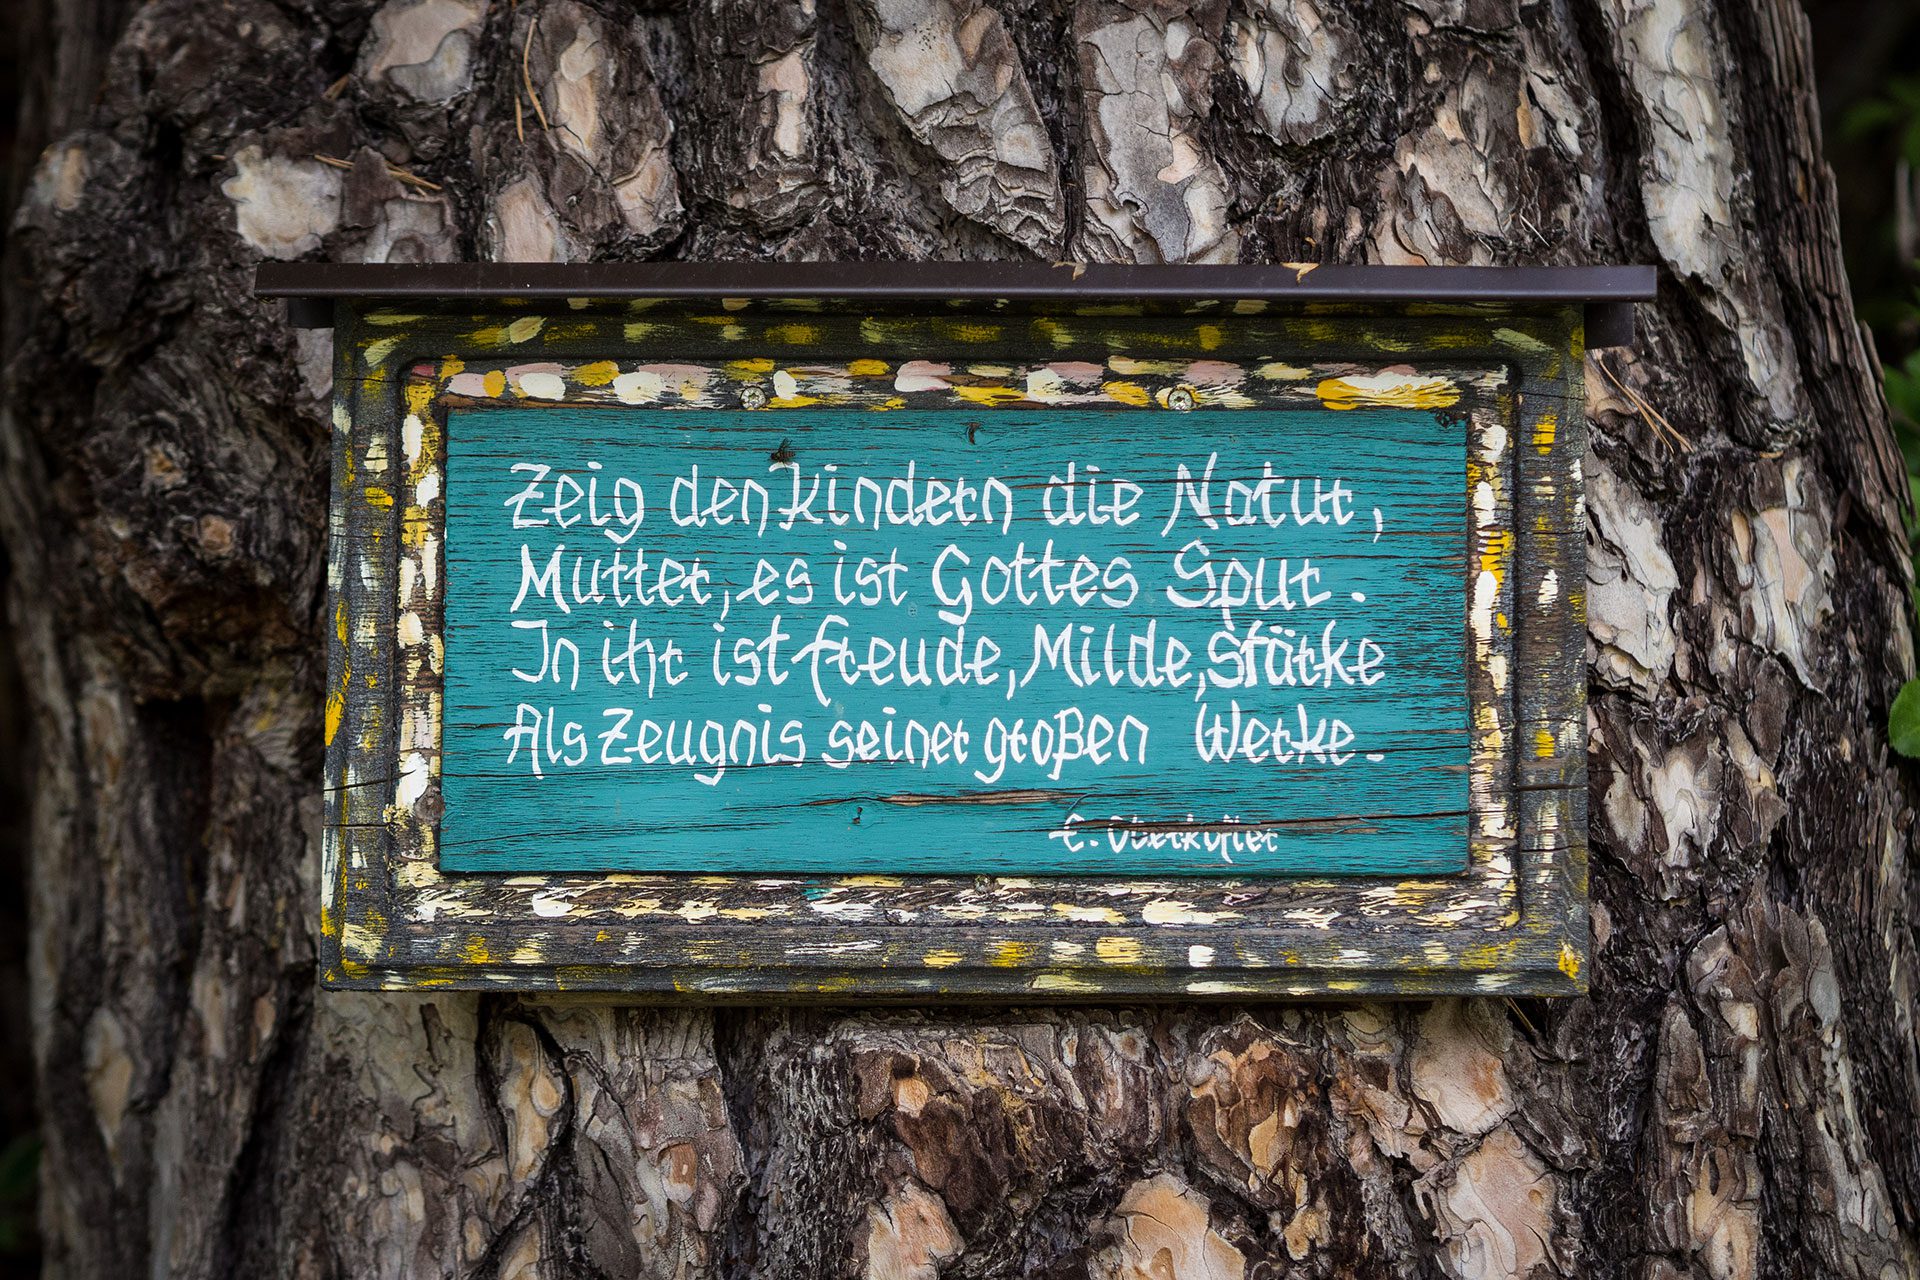 Zeig den Kindern die Natur,
Mutter, es ist Gottes Spur.
In ihr ist Freude, Milde, Stärke
Als Zeugnis seiner großen Werke.
E. Oberkofler